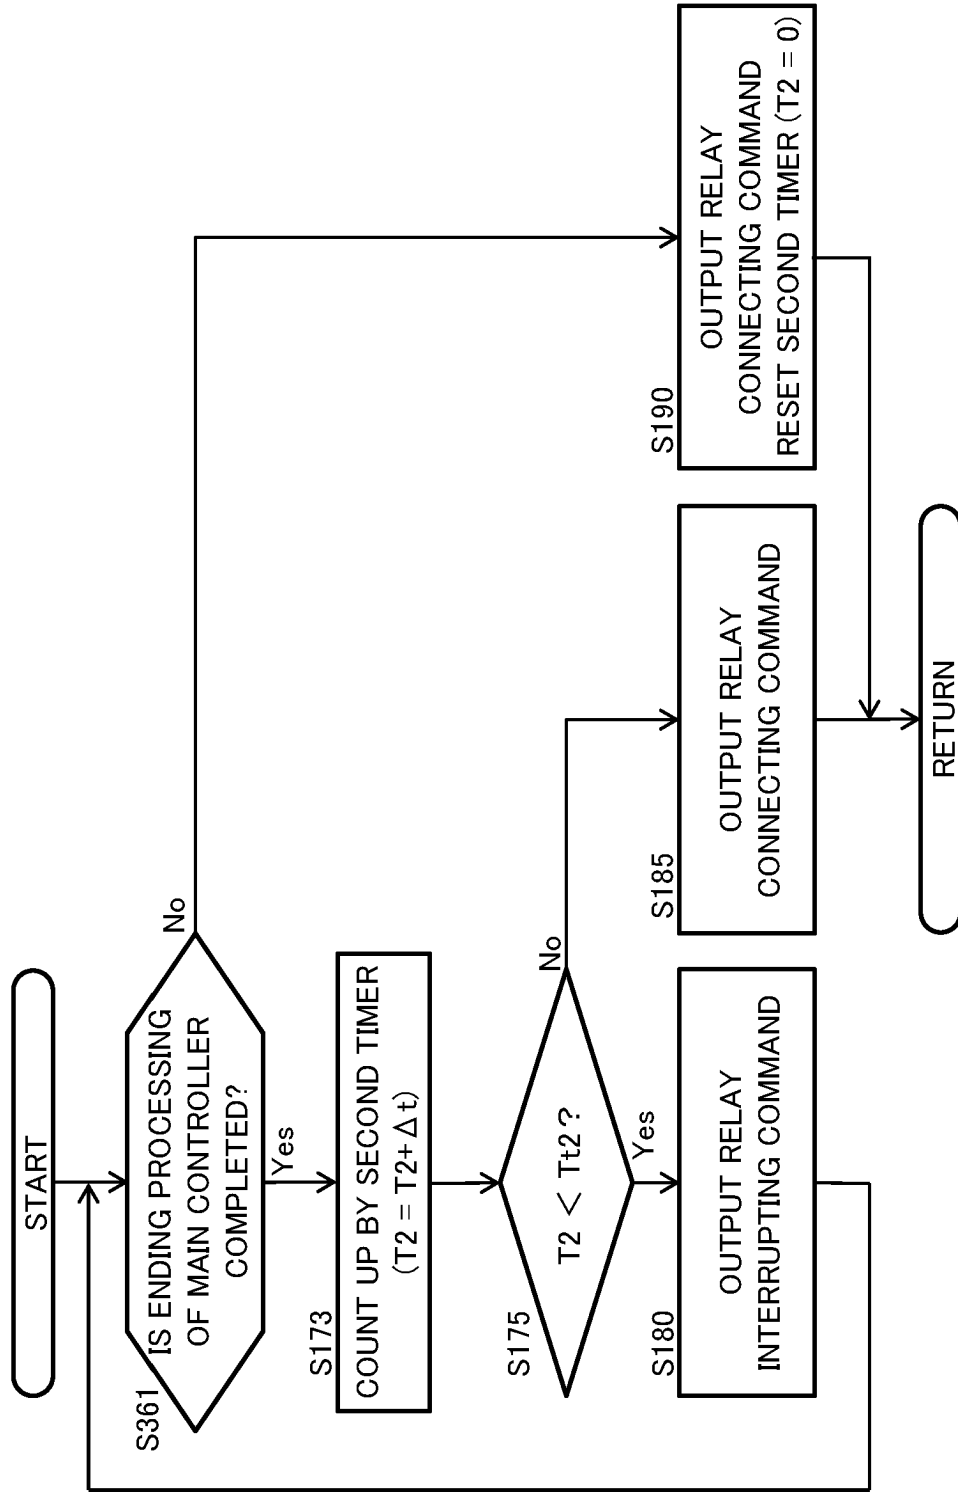 START
S361
IS ENDING PROCESSING
OF MAIN CONTROLLER
COMPLETED?
No
Yes
S173
COUNT UP BY SECOND TIMER
(T2 = T2+Δt)
S175
T2 < Tt2?
No
Yes
S180
OUTPUT RELAY
INTERRUPTING COMMAND
S185
OUTPUT RELAY
CONNECTING COMMAND
S190
OUTPUT RELAY
CONNECTING COMMAND
RESET SECOND TIMER (T2 = 0)
RETURN